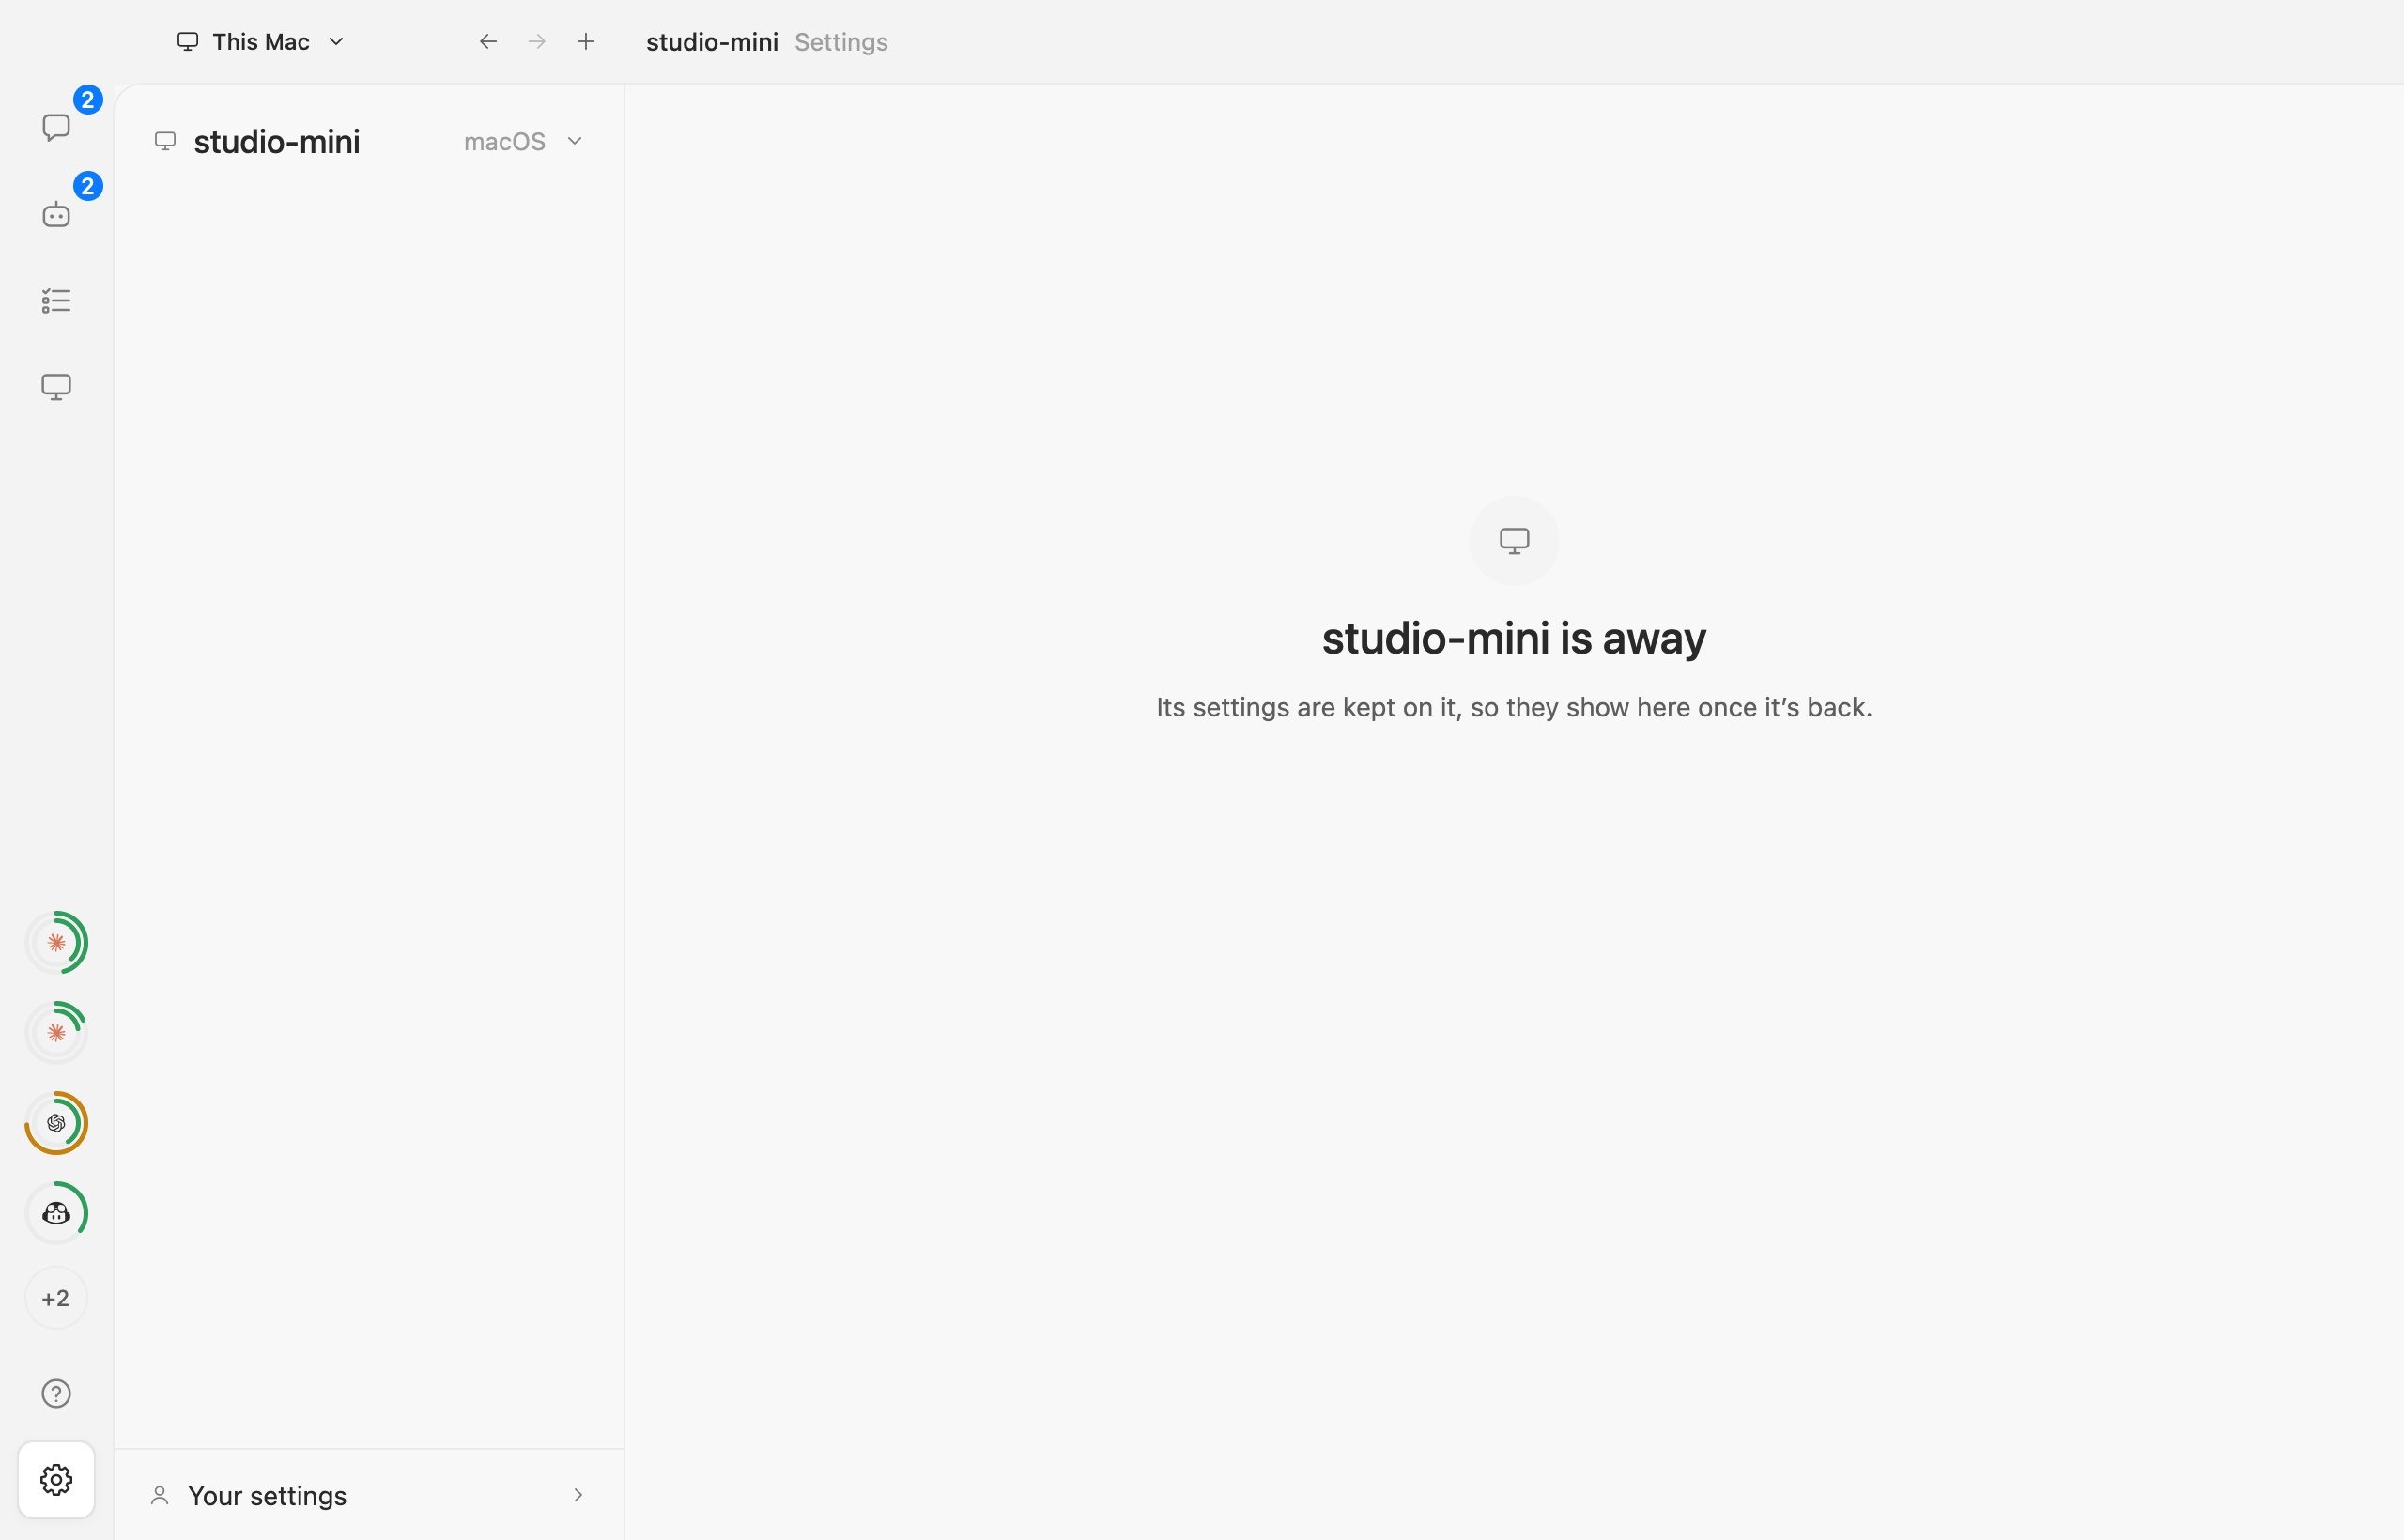 This Mac
studio-mini Settings
2
studio-mini macOS
2
studio-mini is away
Its settings are kept on it, so they show here once it’s back.
+2
Your settings